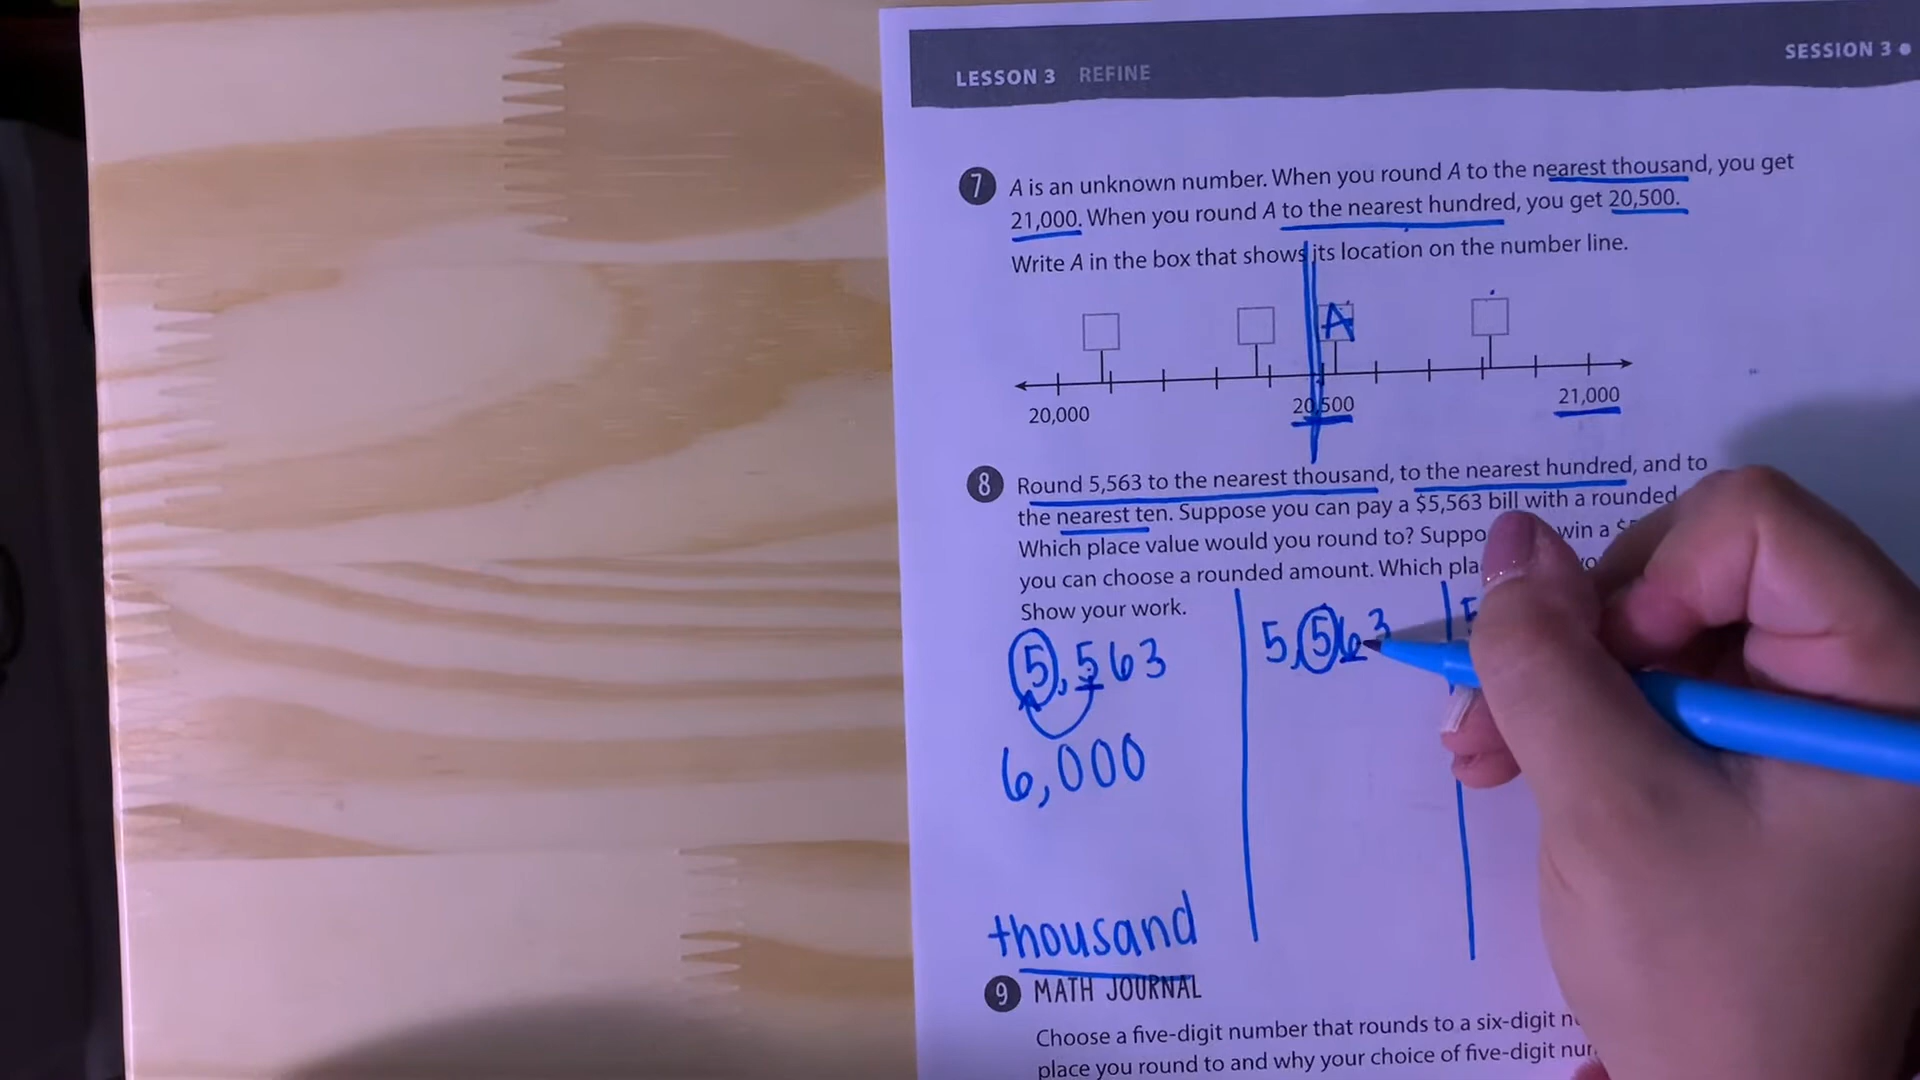 LESSON 3 REFINE
SESSION 3
7 A is an unknown number. When you round A to the nearest thousand, you get
21,000. When you round A to the nearest hundred, you get 20,500.
Write A in the box that shows its location on the number line.
A
20,000 20,500 21,000
8 Round 5,563 to the nearest thousand, to the nearest hundred, and to
the nearest ten. Suppose you can pay a $5,563 bill with a rounded
Which place value would you round to? win a
you can choose a rounded amount. Which
Show your work.
5,563 5,563 5
6,000
thousand
9 MATH JOURNAL
Choose a five-digit number that rounds to a six-digit
place you round to and why your choice of five-digit